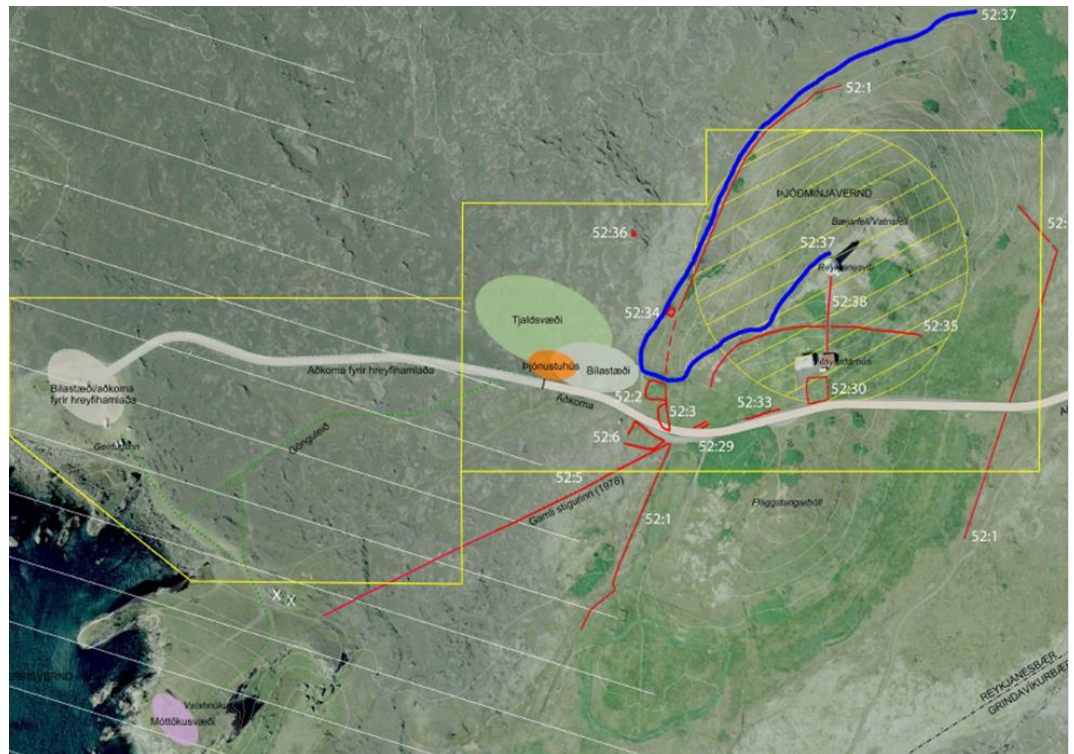 52:37
52:1
ÞJÓÐMINJAVERND
Bæjarfell/Vatnsfell
52:36
52:37
Reykjanesviti
52:38
52:34
Tjaldsvæði
52:35
Þjónustuhús
Bílastæði
Aðkoma fyrir hreyfihamlaða
Bílastæði/aðkoma
fyrir hreyfihamlaða
Aðkoma
52:2
52:30
52:3
52:33
52:6
52:29
Geirfuglinn
Gönguleið
52:5
Gamli stígurinn (1978)
Flaggstangarhóll
52:1
52:1
X X
REYKJANESBÆR
GRINDAVÍKURBÆR
Móttökusvæði